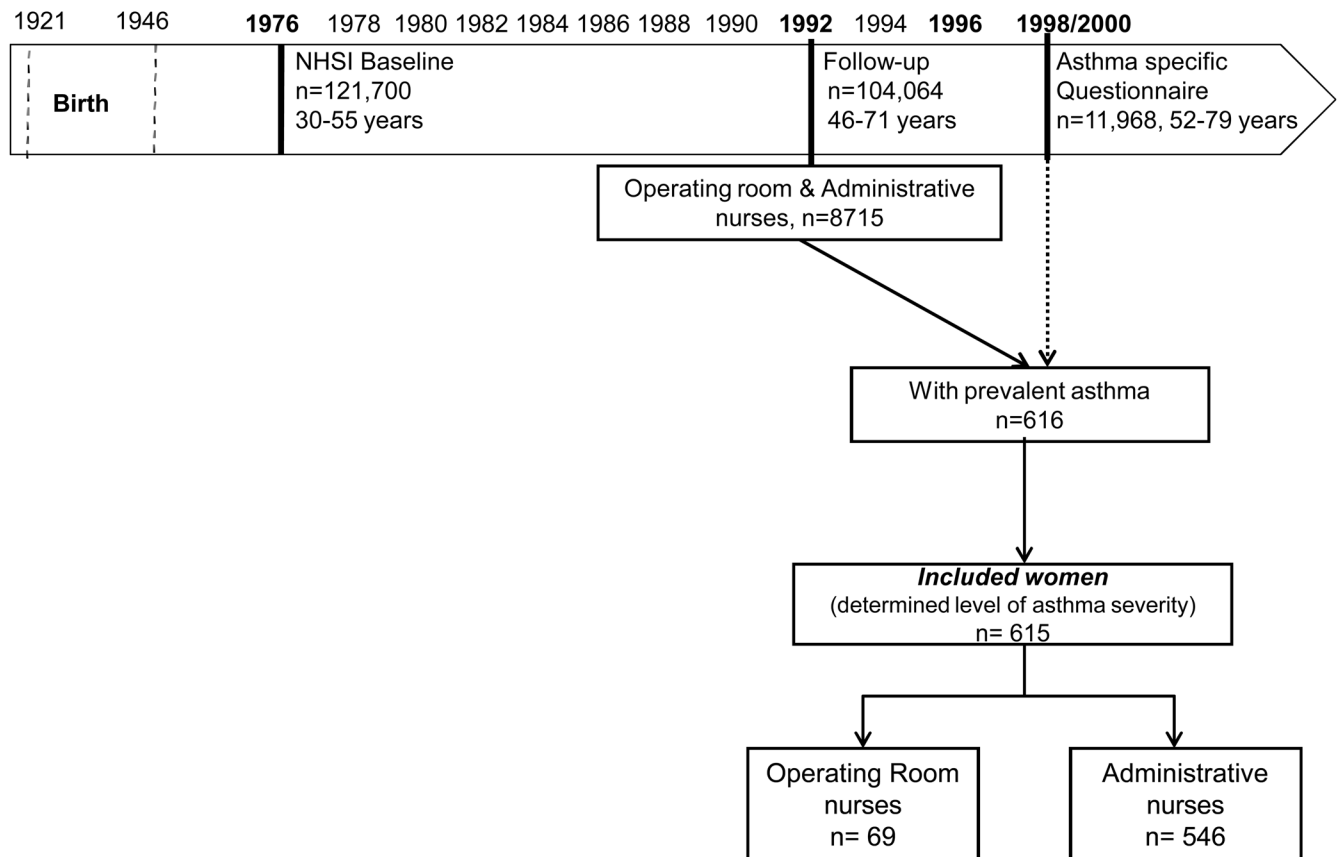 1921 1946 1976 1978 1980 1982 1984 1986 1988 1990 1992 1994 1996 1998/2000
Birth
NHSI Baseline
n=121,700
30-55 years
Follow-up
n=104,064
46-71 years
Asthma specific
Questionnaire
n=11,968, 52-79 years
Operating room & Administrative
nurses, n=8715
With prevalent asthma
n=616
Included women
(determined level of asthma severity)
n= 615
Operating Room
nurses
n= 69
Administrative
nurses
n= 546